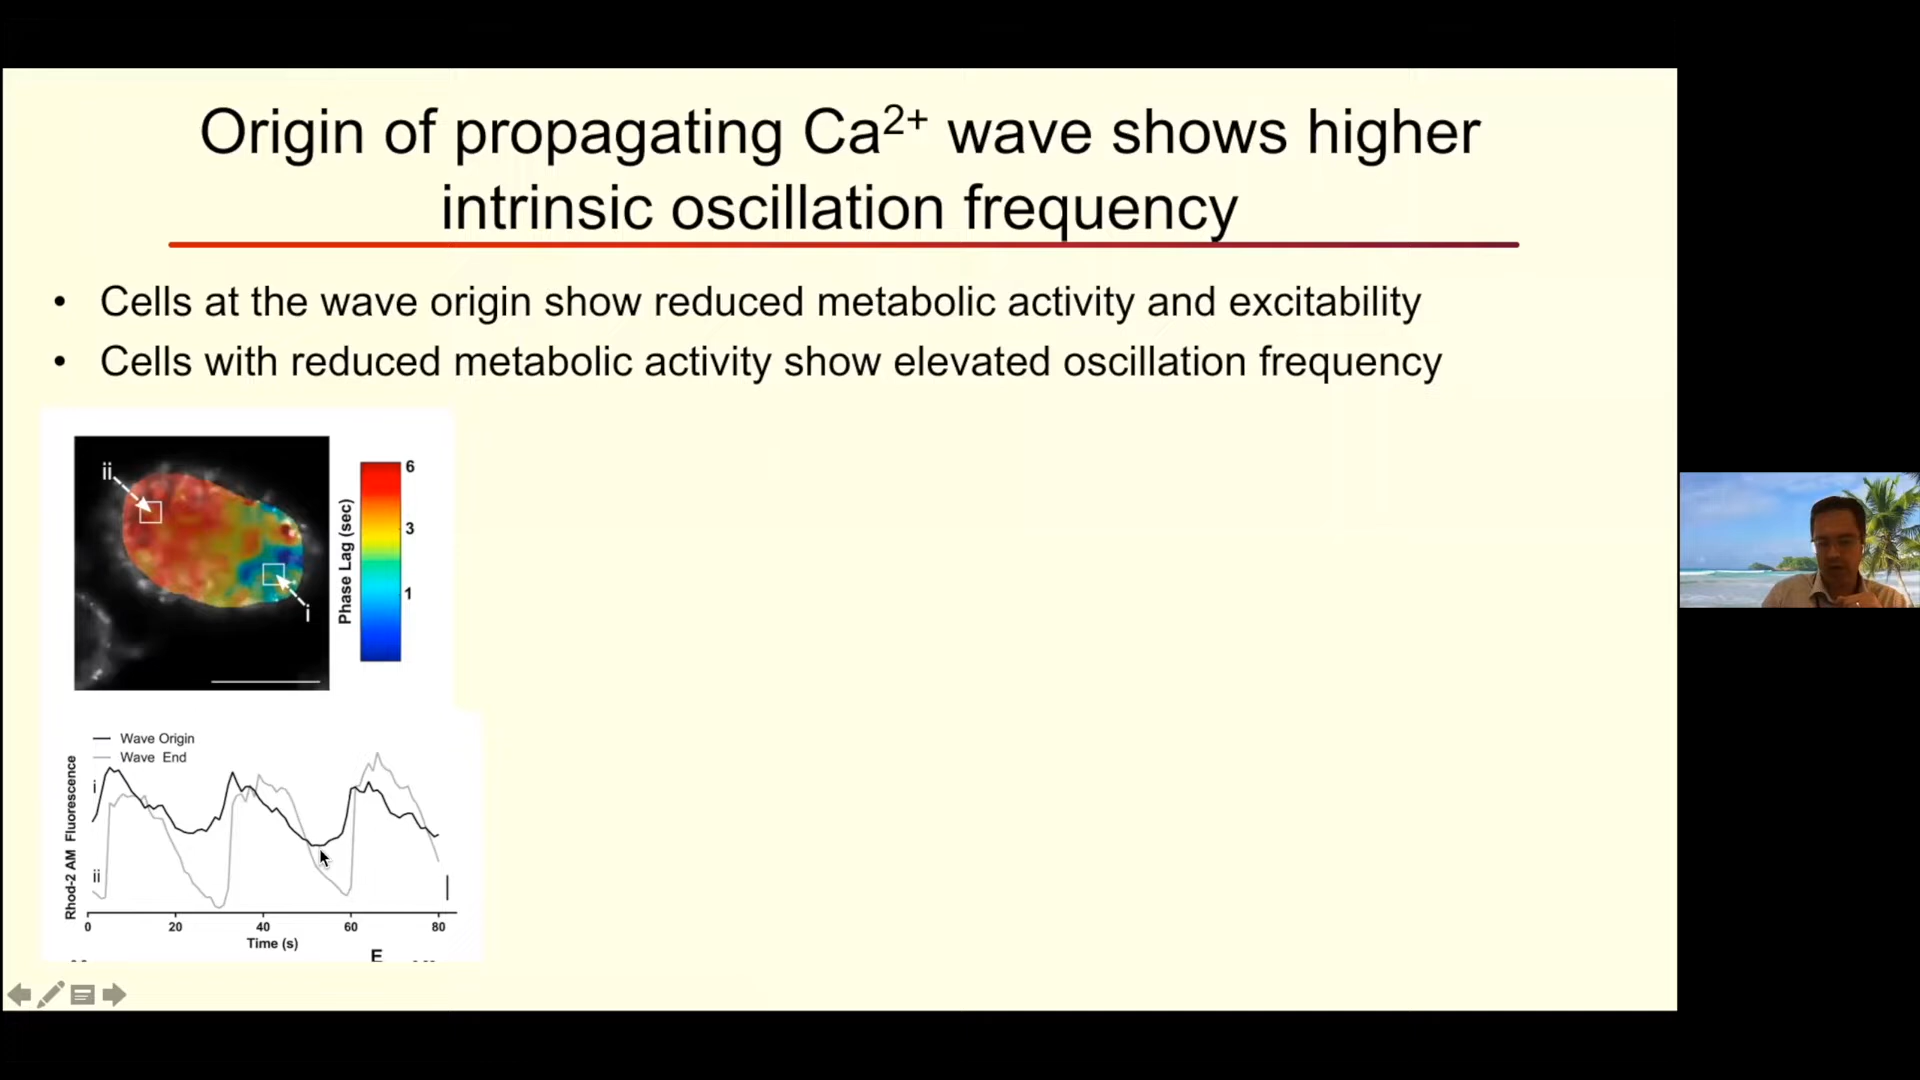 Origin of propagating Ca2+ wave shows higher
intrinsic oscillation frequency
• Cells at the wave origin show reduced metabolic activity and excitability
• Cells with reduced metabolic activity show elevated oscillation frequency
ii
i
Phase Lag (sec)
6
3
1
Wave Origin
Wave End
i
ii
Rhod-2 AM Fluorescence
0 20 40 60 80
Time (s)
E